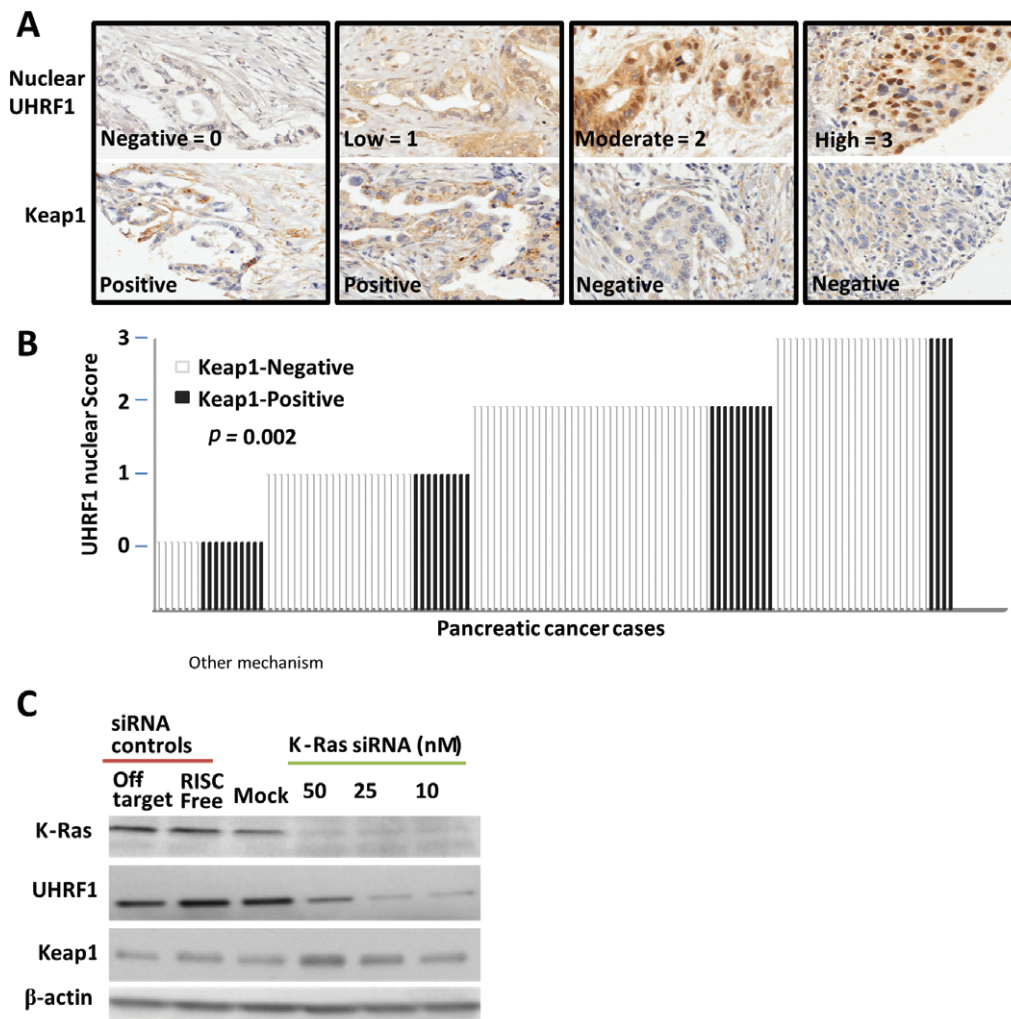 A
Nuclear
UHRF1
Negative = 0
Low = 1
Moderate = 2
High = 3
Keap1
Positive
Positive
Negative
Negative
B
UHRF1 nuclear Score
3
2
1
0
Keap1-Negative
Keap1-Positive
p = 0.002
Pancreatic cancer cases
Other mechanism
C
siRNA
controls
K-Ras siRNA (nM)
Off
target
RISC
Free
Mock
50
25
10
K-Ras
UHRF1
Keap1
β-actin